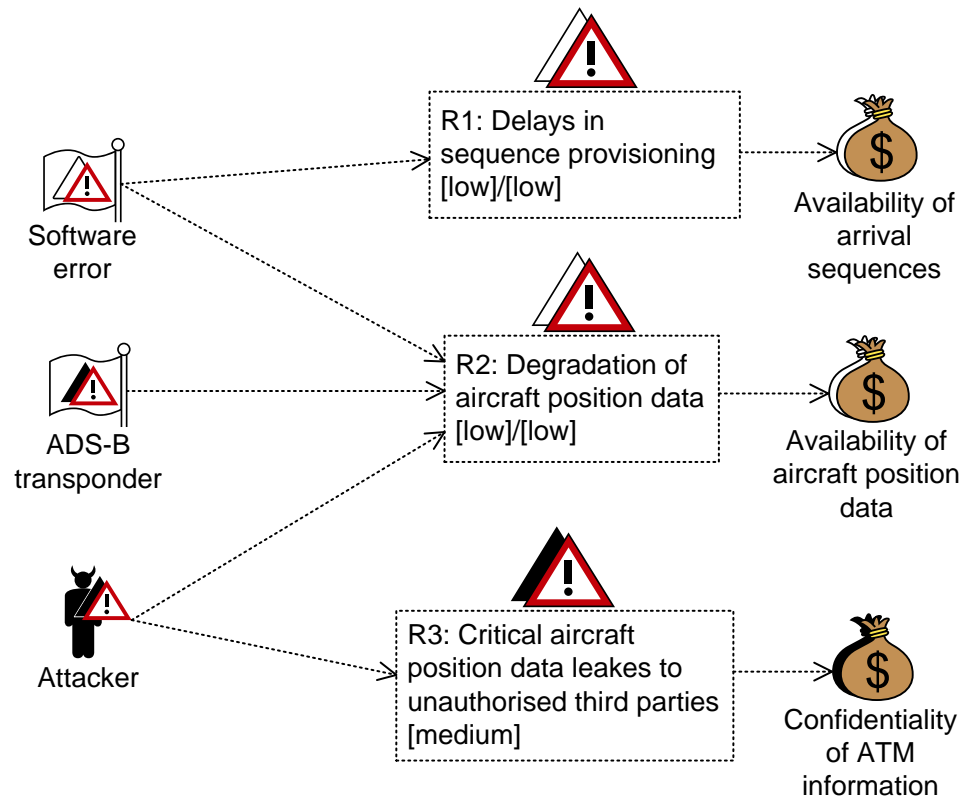 R1: Delays in
sequence provisioning
[low]/[low]
$
Availability of
arrival
sequences
Software
error
R2: Degradation of
aircraft position data
[low]/[low]
$
Availability of
aircraft position
data
ADS-B
transponder
R3: Critical aircraft
position data leakes to
unauthorised third parties
[medium]
$
Confidentiality
of ATM
information
Attacker